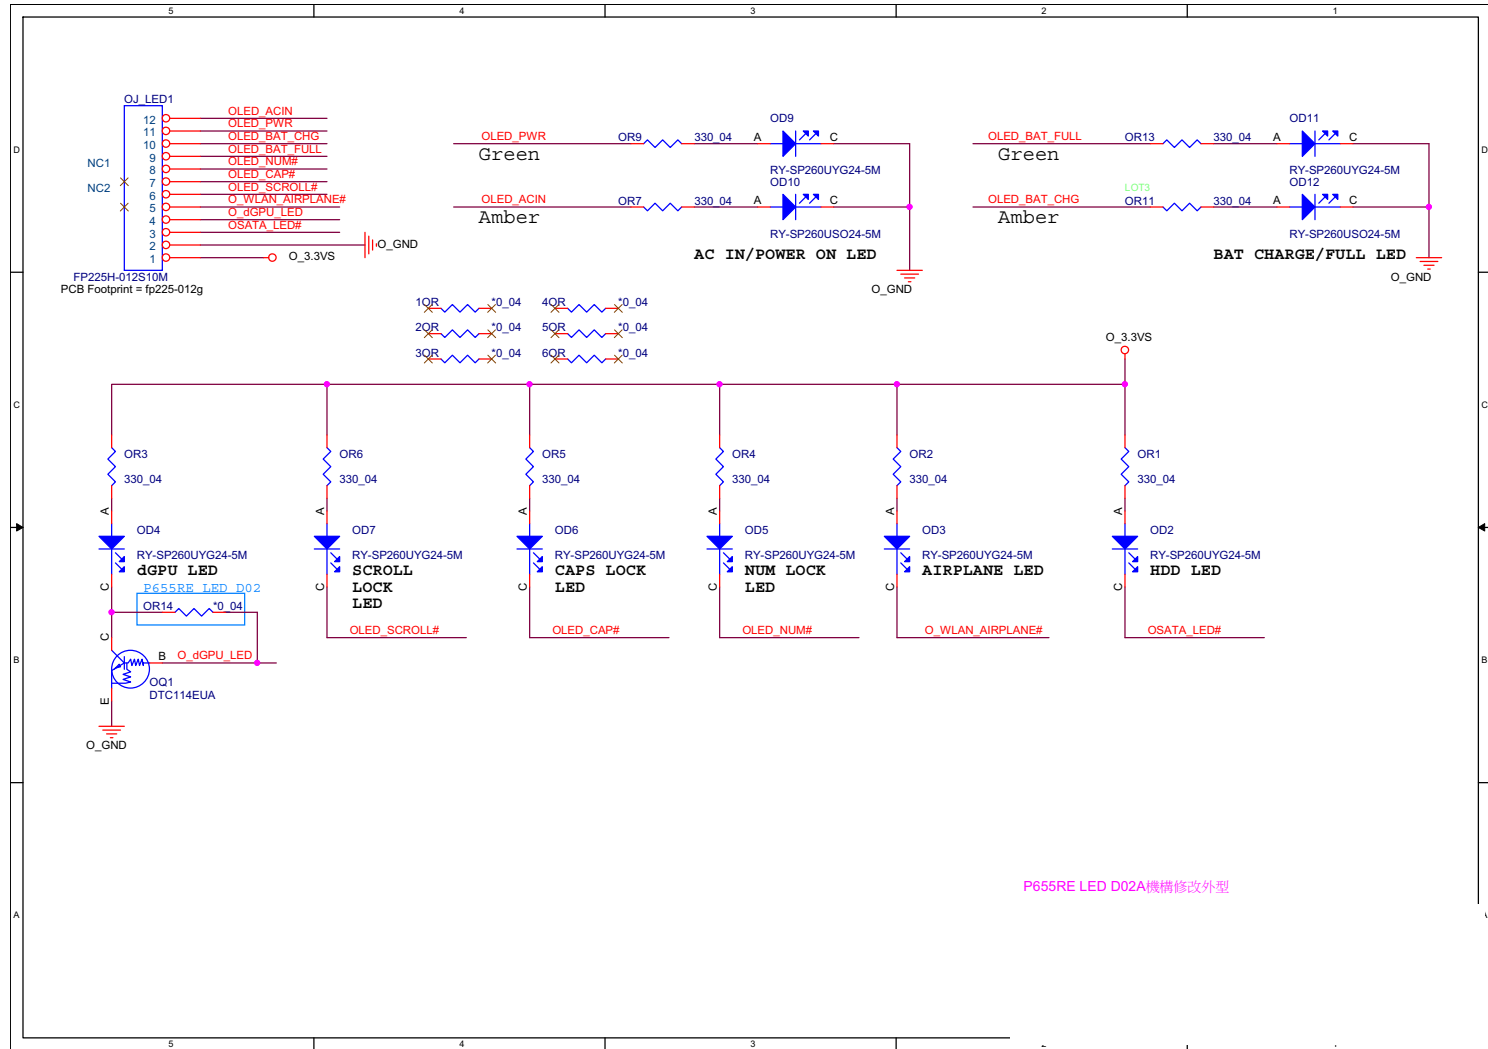 5 4 3 2 1
OJ_LED1
12 OLED_ACIN
11 OLED_PWR
10 OLED_BAT_CHG
9 OLED_BAT_FULL
8 OLED_NUM#
7 OLED_CAP#
6 OLED_SCROLL#
5 O_WLAN_AIRPLANE#
4 O_dGPU_LED
3 OSATA_LED#
2 O_GND
1 O_3.3VS
NC1
NC2
FP225H-012S10M
PCB Footprint = fp225-012g
OD9
OLED_PWR OR9 330_04 A C
Green
RY-SP260UYG24-5M
OD10
OLED_ACIN OR7 330_04 A C
Amber
RY-SP260USO24-5M
AC IN/POWER ON LED
O_GND
OD11
OLED_BAT_FULL OR13 330_04 A C
Green
RY-SP260UYG24-5M
OD12
LOT3
OLED_BAT_CHG OR11 330_04 A C
Amber
RY-SP260USO24-5M
BAT CHARGE/FULL LED
O_GND
D D
1OR *0_04 4OR *0_04
2OR *0_04 5OR *0_04
3OR *0_04 6OR *0_04
O_3.3VS
C C
OR3 OR6 OR5 OR4 OR2 OR1
330_04 330_04 330_04 330_04 330_04 330_04
A A A A A A
OD4 OD7 OD6 OD5 OD3 OD2
RY-SP260UYG24-5M RY-SP260UYG24-5M RY-SP260UYG24-5M RY-SP260UYG24-5M RY-SP260UYG24-5M RY-SP260UYG24-5M
dGPU LED
SCROLL
LOCK
LED
CAPS LOCK
LED
NUM LOCK
LED
AIRPLANE LED
HDD LED
C C C C C C
P655RE LED D02
OR14 *0_04
OLED_SCROLL# OLED_CAP# OLED_NUM# O_WLAN_AIRPLANE# OSATA_LED#
C
B O_dGPU_LED
OQ1
DTC114EUA
E
O_GND
B B
P655RE LED D02A機構修改外型
A
5 4 3